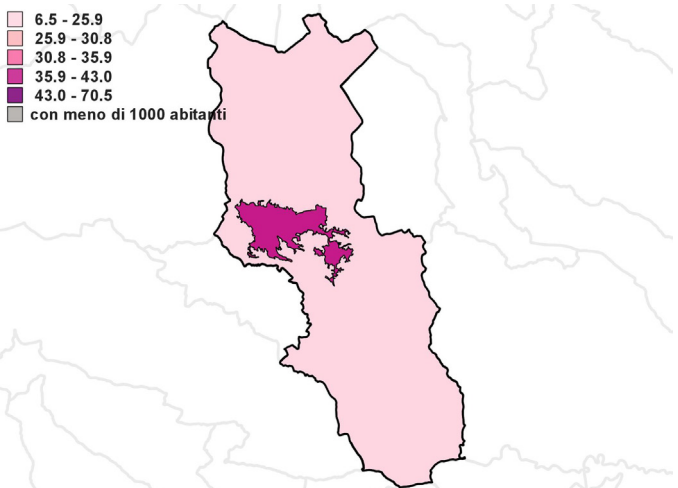 6.5 - 25.9
25.9 - 30.8
30.8 - 35.9
35.9 - 43.0
43.0 - 70.5
con meno di 1000 abitanti